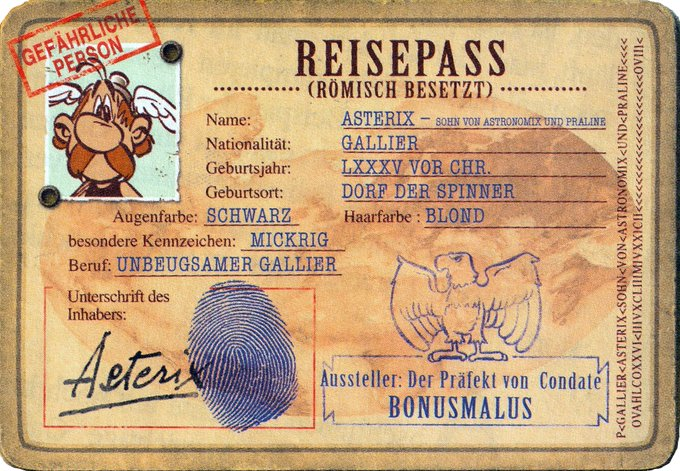 GEFÄHRLICHE
PERSON
REISEPASS
(RÖMISCH BESETZT)
Name: ASTERIX – SOHN VON ASTRONOMIX UND PRALINE
Nationalität: GALLIER
Geburtsjahr: LXXXV VOR CHR.
Geburtsort: DORF DER SPINNER
Augenfarbe: SCHWARZ Haarfarbe : BLOND
besondere Kennzeichen: MICKRIG
Beruf: UNBEUGSAMER GALLIER
Unterschrift des
Inhabers:
Asterix
Aussteller: Der Präfekt von Condate
BONUSMALUS
P<GALLIER<ASTERIX<SOHN<VON<ASTRONOMIX<UND<PRALINE<<<<